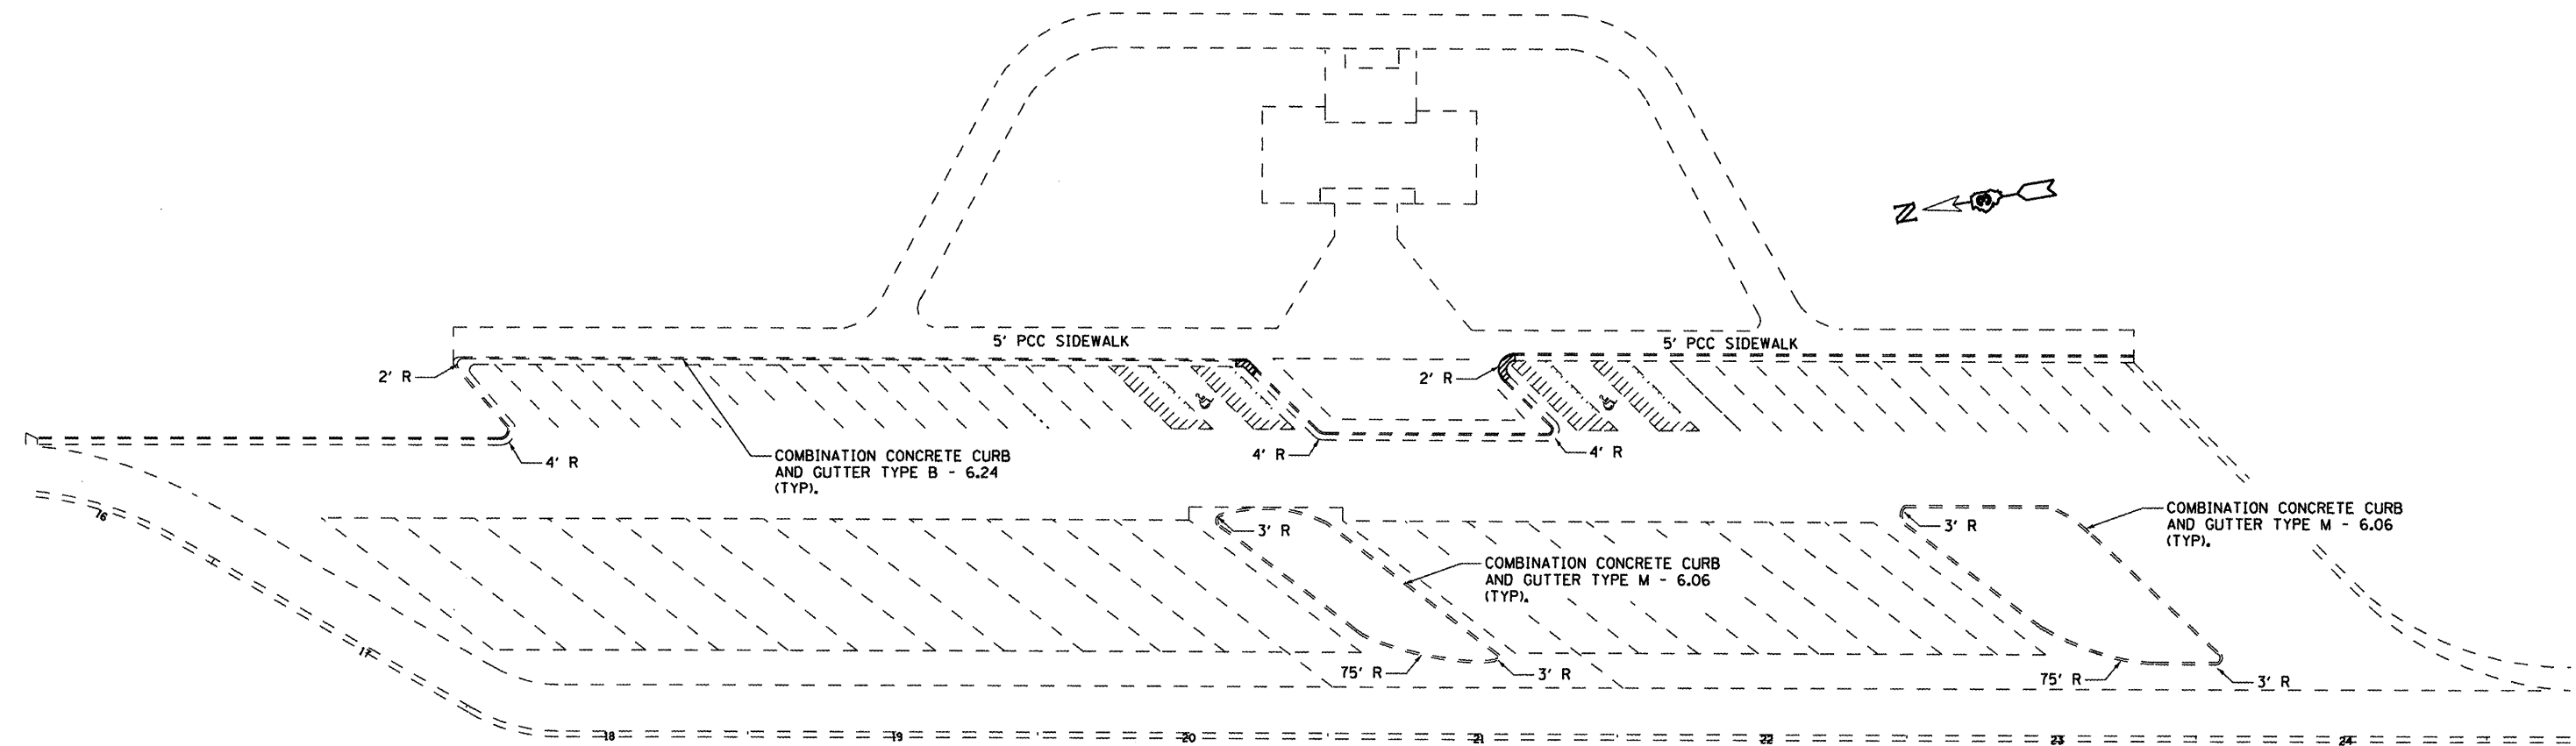 N
5' PCC SIDEWALK
5' PCC SIDEWALK
2' R
2' R
4' R
COMBINATION CONCRETE CURB
AND GUTTER TYPE B - 6.24
(TYP).
4' R
4' R
16
3' R
COMBINATION CONCRETE CURB
AND GUTTER TYPE M - 6.06
(TYP).
3' R
COMBINATION CONCRETE CURB
AND GUTTER TYPE M - 6.06
(TYP).
17
75' R
3' R
75' R
3' R
18
19
20
21
22
23
24